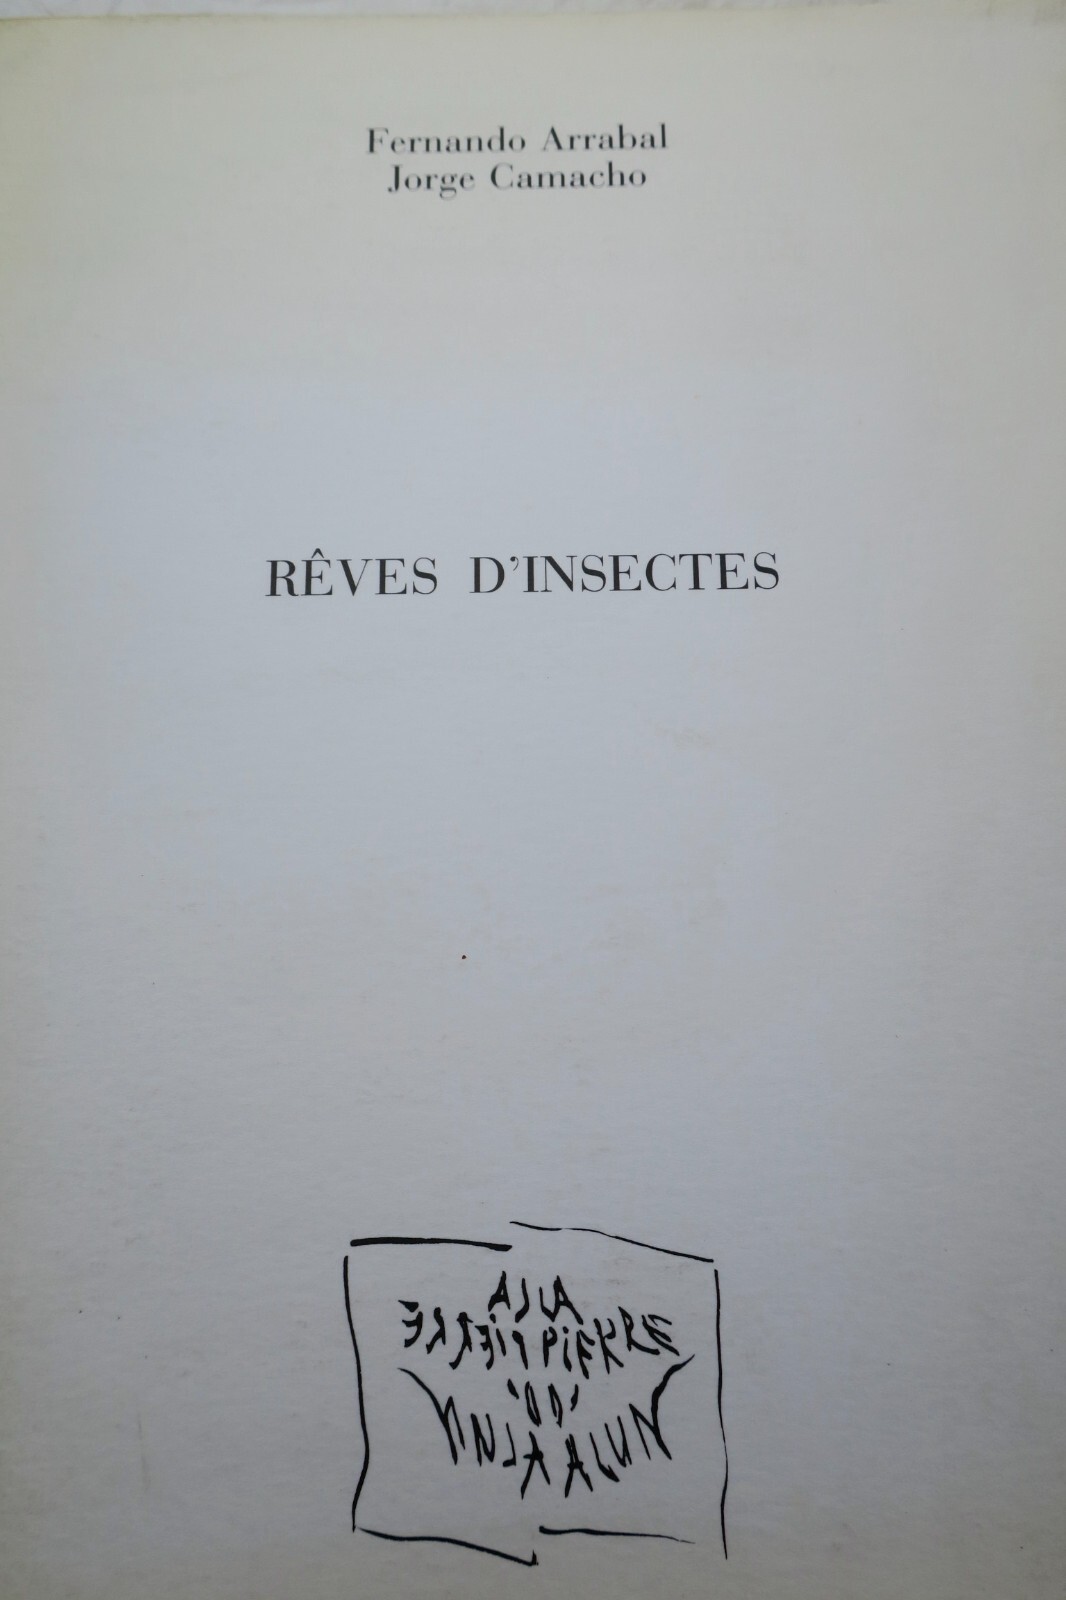 Fernando Arrabal
Jorge Camacho
RÊVES D'INSECTES